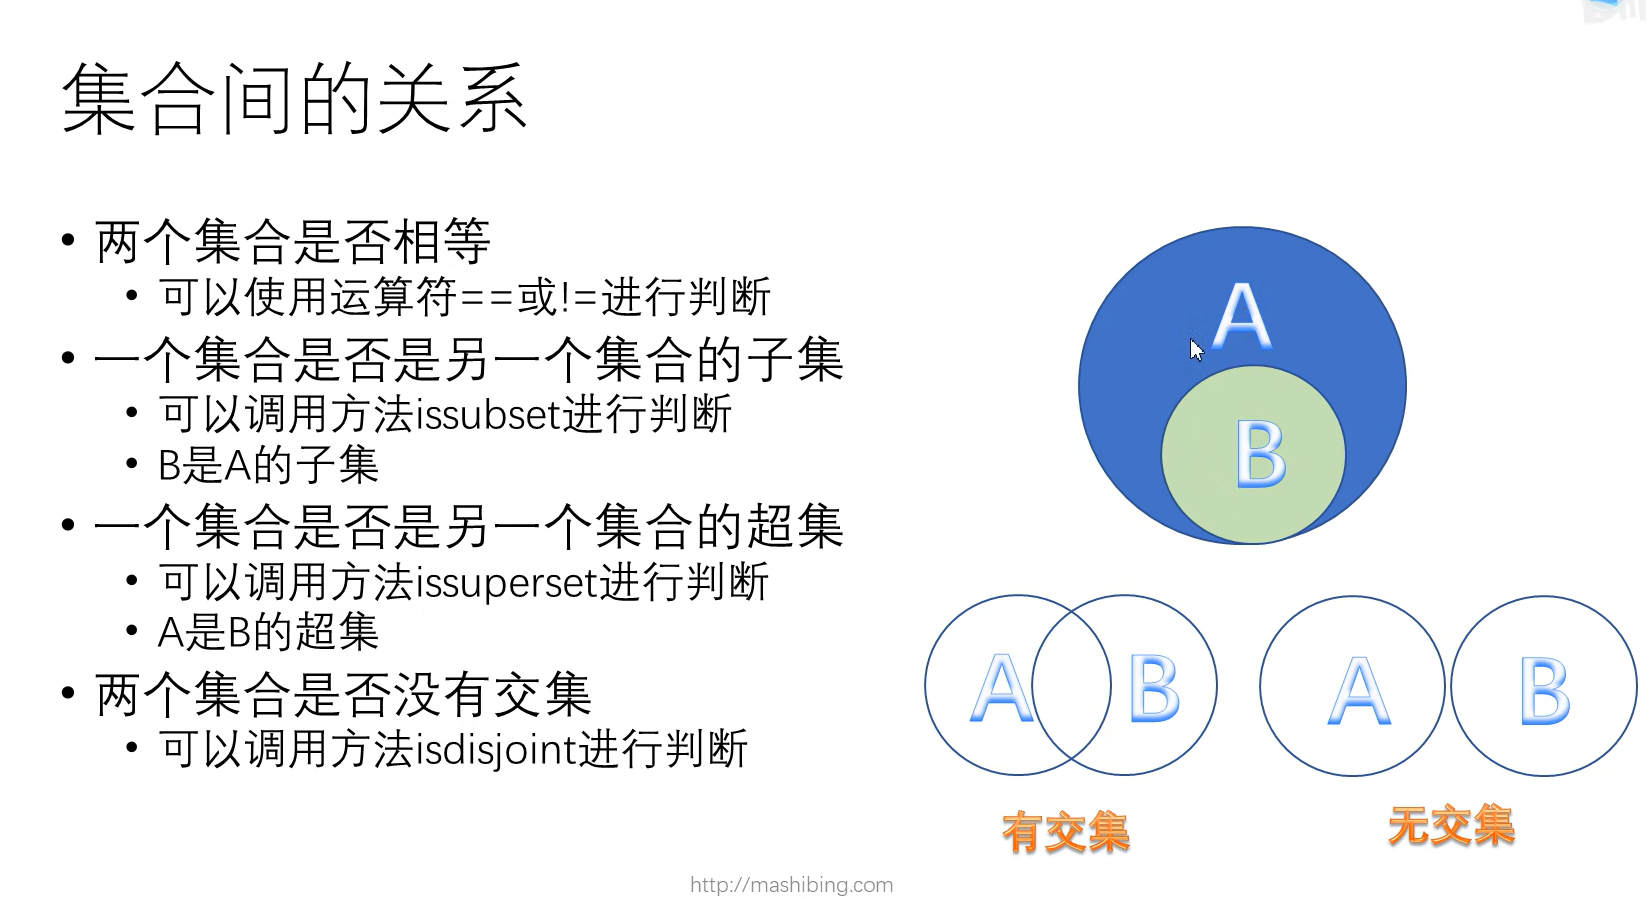 集合间的关系
• 两个集合是否相等
• 可以使用运算符==或!=进行判断
• 一个集合是否是另一个集合的子集
• 可以调用方法issubset进行判断
• B是A的子集
• 一个集合是否是另一个集合的超集
• 可以调用方法issuperset进行判断
• A是B的超集
• 两个集合是否没有交集
• 可以调用方法isdisjoint进行判断
A
B
A B
A B
有交集
无交集
http://mashibing.com